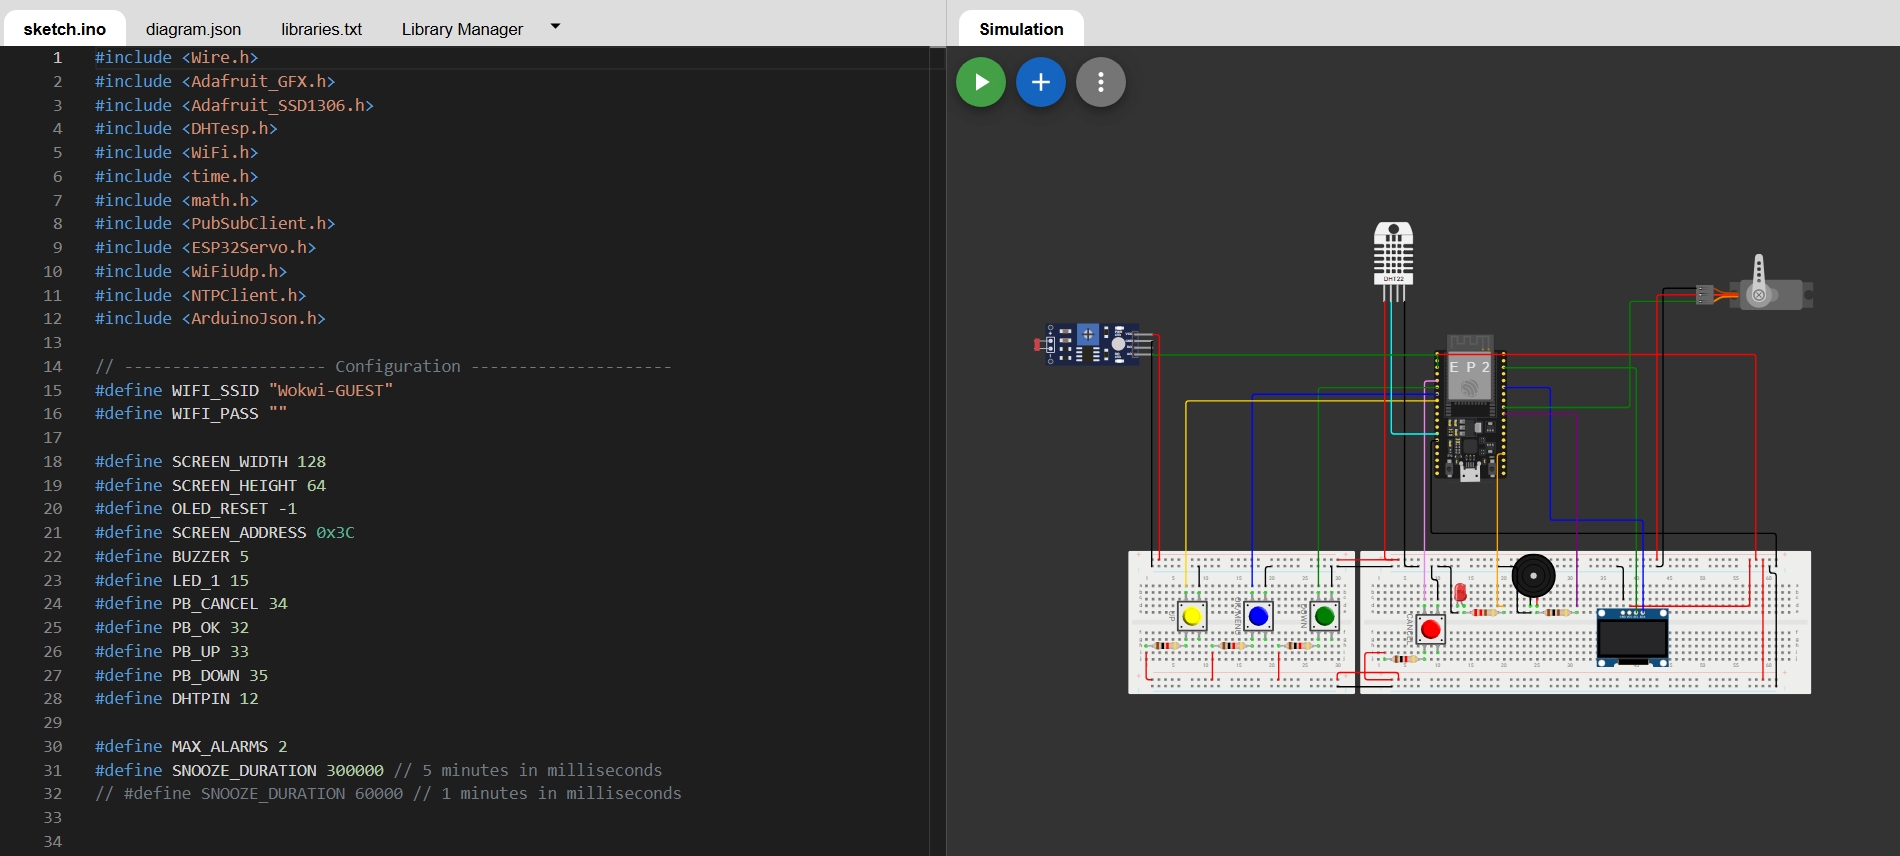 sketch.ino
diagram.json
libraries.txt
Library Manager
Simulation
1 #include <Wire.h>
2 #include <Adafruit_GFX.h>
3 #include <Adafruit_SSD1306.h>
4 #include <DHTesp.h>
5 #include <WiFi.h>
6 #include <time.h>
7 #include <math.h>
8 #include <PubSubClient.h>
9 #include <ESP32Servo.h>
10 #include <WiFiUdp.h>
11 #include <NTPClient.h>
12 #include <ArduinoJson.h>
13
14 // --------------------- Configuration ---------------------
15 #define WIFI_SSID "Wokwi-GUEST"
16 #define WIFI_PASS ""
17
18 #define SCREEN_WIDTH 128
19 #define SCREEN_HEIGHT 64
20 #define OLED_RESET -1
21 #define SCREEN_ADDRESS 0x3C
22 #define BUZZER 5
23 #define LED_1 15
24 #define PB_CANCEL 34
25 #define PB_OK 32
26 #define PB_UP 33
27 #define PB_DOWN 35
28 #define DHTPIN 12
29
30 #define MAX_ALARMS 2
31 #define SNOOZE_DURATION 300000 // 5 minutes in milliseconds
32 // #define SNOOZE_DURATION 60000 // 1 minutes in milliseconds
33
34
DHT22
E P 2
UP
DOWN
CANCEL